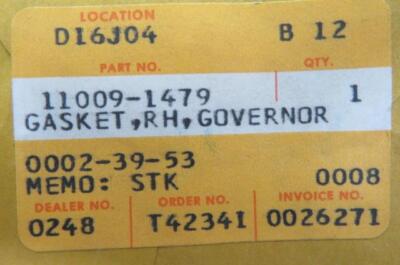 LOCATION
D16J04 B 12
PART NO. QTY.
11009-1479 1
GASKET,RH,GOVERNOR
0002-39-53
MEMO: STK 0008
DEALER NO. ORDER NO. INVOICE NO.
0248 T42341 0026271